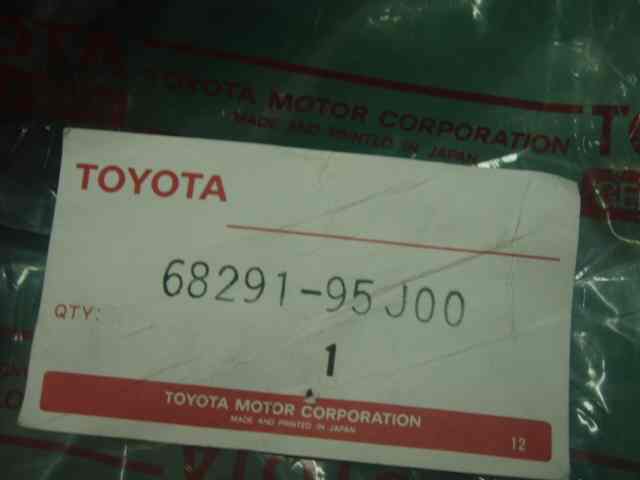 TOYOTA MOTOR CORPORATION
MADE AND PRINTED IN JAPAN
TOYOTA
68291-95J00
QTY:
1
TOYOTA MOTOR CORPORATION
MADE AND PRINTED IN JAPAN
12